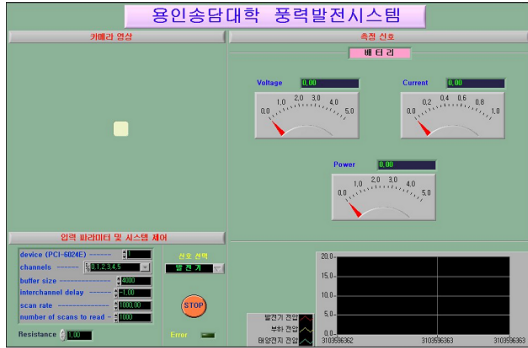 용인송담대학 풍력발전시스템
카메라 영상
측정 신호
배 터 리
Voltage 0,00
Current 0,00
0,0 1,0 2,0 3,0 4,0 5,0
0,0 0,2 0,4 0,6 0,8 1,0
Power 0,00
0,0 1,0 2,0 3,0 4,0 5,0
입력 파라미터 및 시스템 제어
device (PCI-6024E) 1
channels 0,1,2,3,4,5
buffer size 4000
interchannel delay -1,00
scan rate 1000,00
number of scans to read 1000
Resistance 1,00
신호 선택
발 전 기
STOP
Error
20,0
15,0
10,0
5,0
0,0
3103596362 3103596363 3103596363
발전기 전압
부하 전압
태양전지 전압